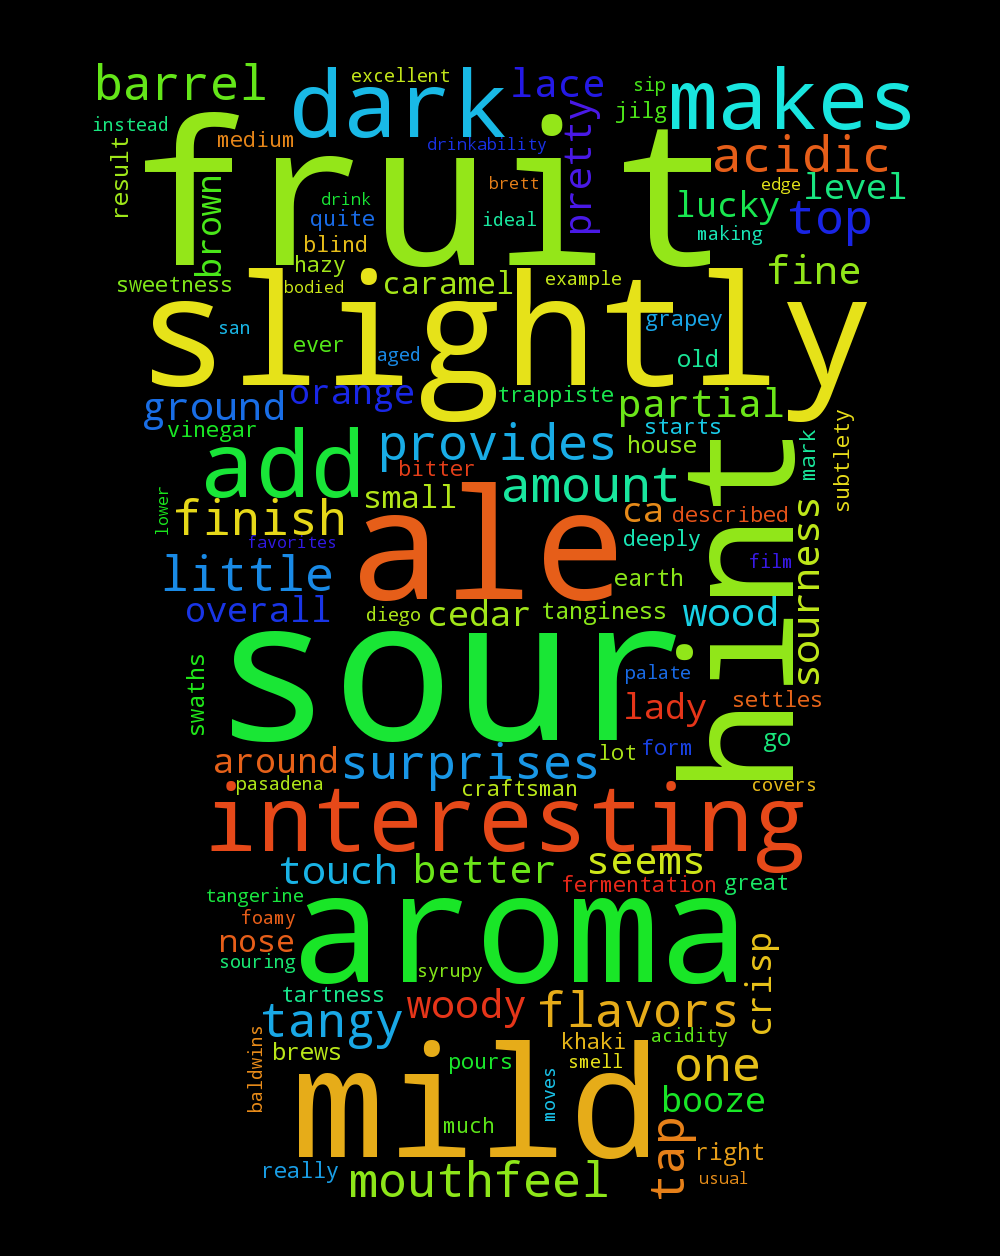 barrel
dark
excellent
lace
sip
makes
jilg
instead
medium
fruit
drinkability
pretty
acidic
result
brown
drink
brett
edge
level
quite
ideal
lucky
top
blind
making
hazy
sweetness
bodied
caramel
example
fine
slightly
san
grapey
ever
aged
old
ground
orange
trappiste
partial
vinegar
add
provides
starts
house
mark
subtlety
bitter
hint
small
amount
lower
finish
ale
ca
described
sourness
favorites
deeply
little
film
earth
overall
diego
cedar
tanginess
wood
sour
swaths
palate
lady
settles
around
surprises
lot
form
go
pasadena
craftsman
covers
interesting
touch
better
seems
fermentation
great
tangerine
aroma
foamy
nose
souring
syrupy
crisp
tartness
woody
flavors
tangy
baldwins
brews
khaki
acidity
pours
smell
one
mild
moves
booze
much
tap
right
really
mouthfeel
usual